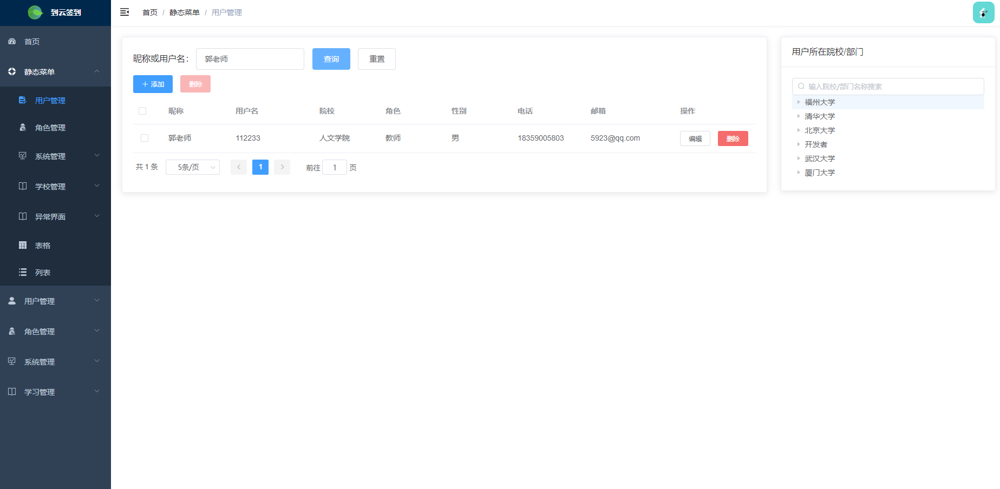 到云签到
首页
静态菜单
用户管理
角色管理
系统管理
学校管理
异常界面
表格
列表
用户管理
角色管理
系统管理
学习管理
首页 / 静态菜单 / 用户管理
昵称或用户名： 郭老师 查询 重置
添加 删除
昵称 用户名 院校 角色 性别 电话 邮箱 操作
郭老师 112233 人文学院 教师 男 18359005803 5923@qq.com 编辑 删除
共 1 条 5条/页 1 前往 1 页
用户所在院校/部门
输入院校/部门名称搜索
福州大学
清华大学
北京大学
开发者
武汉大学
厦门大学